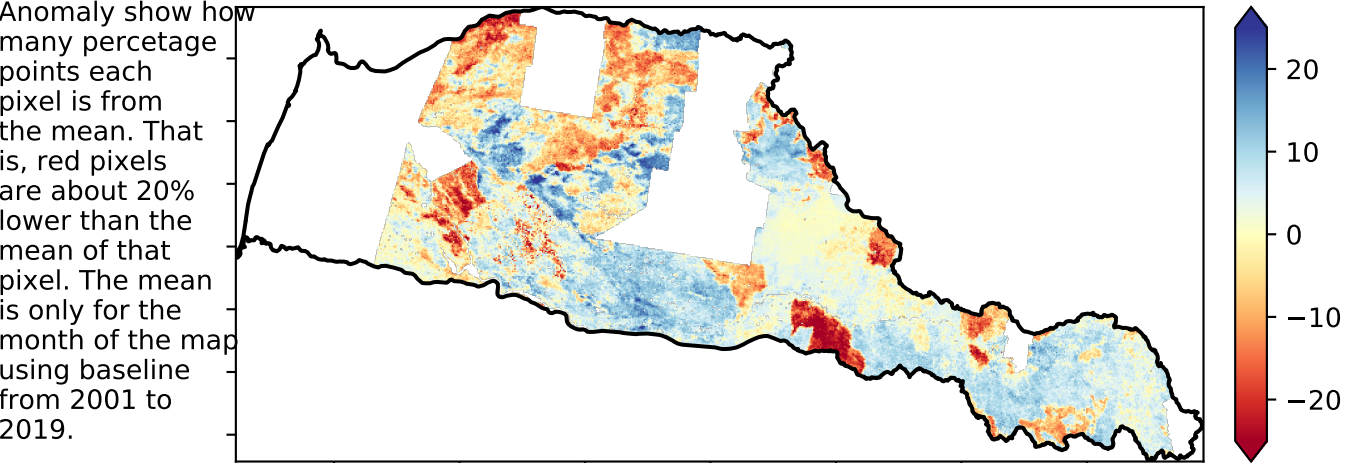 Anomaly show how
many percetage
points each
pixel is from
the mean. That
is, red pixels
are about 20%
lower than the
mean of that
pixel. The mean
is only for the
month of the map
using baseline
from 2001 to
2019.
20
10
0
−10
−20